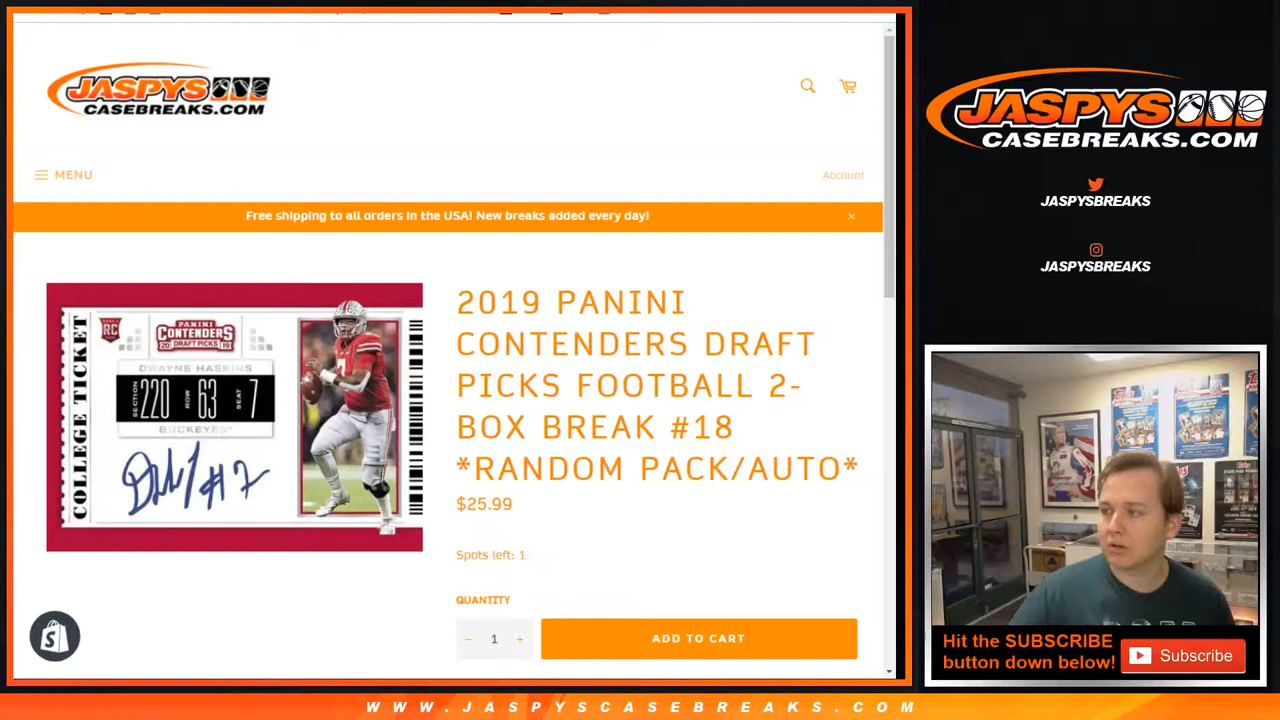 JASPYS
CASEBREAKS.COM
MENU
Account
Free shipping to all orders in the USA! New breaks added every day!
×
COLLEGE TICKET
RC
PANINI
CONTENDERS
2019 DRAFT PICKS
DWAYNE HASKINS
SECTION 220 ROW 63 SEAT 7
BUCKEYES
#7
2019 PANINI
CONTENDERS DRAFT
PICKS FOOTBALL 2-
BOX BREAK #18
*RANDOM PACK/AUTO*
$25.99
Spots left: 1
QUANTITY
− 1 +
ADD TO CART
JASPYS
CASEBREAKS.COM
JASPYSBREAKS
JASPYSBREAKS
Topps
Hit the SUBSCRIBE
button down below!
Subscribe
WWW.JASPYSCASEBREAKS.COM